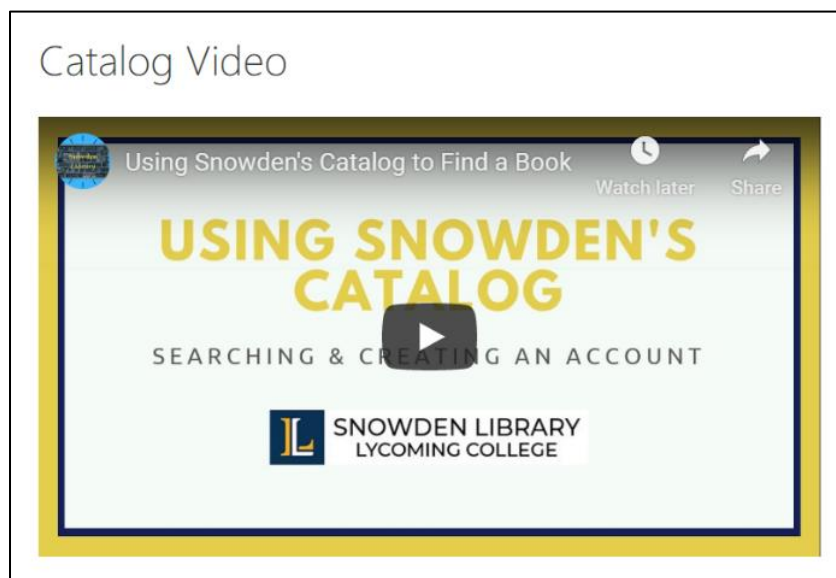 Catalog Video
Using Snowden's Catalog to Find a Book
Watch later
Share
USING SNOWDEN'S
CATALOG
SEARCHING & CREATING AN ACCOUNT
SNOWDEN LIBRARY
LYCOMING COLLEGE